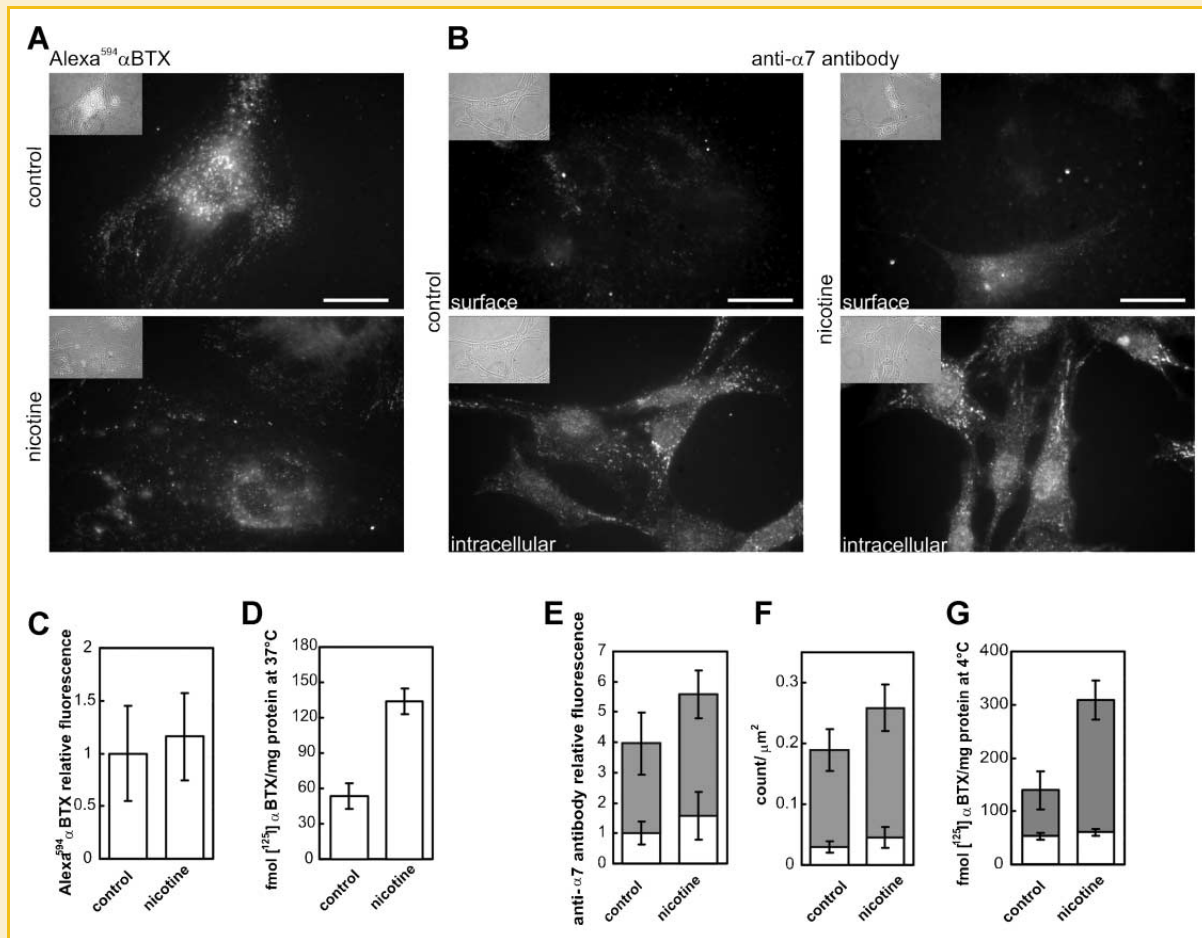 A
Alexa⁵⁹⁴αBTX
control
nicotine
B
anti-α7 antibody
control
surface
intracellular
nicotine
surface
intracellular
C
Alexa⁵⁹⁴ α BTX relative fluorescence
2
1.5
1
0.5
0
control
nicotine
D
fmol [¹²⁵I] α BTX/mg protein at 37°C
180
150
120
90
60
30
0
control
nicotine
E
anti-α7 antibody relative fluorescence
7
6
5
4
3
2
1
0
control
nicotine
F
count/μm²
0.3
0.2
0.1
0
control
nicotine
G
fmol [¹²⁵I] α BTX/mg protein at 4°C
400
300
200
100
0
control
nicotine